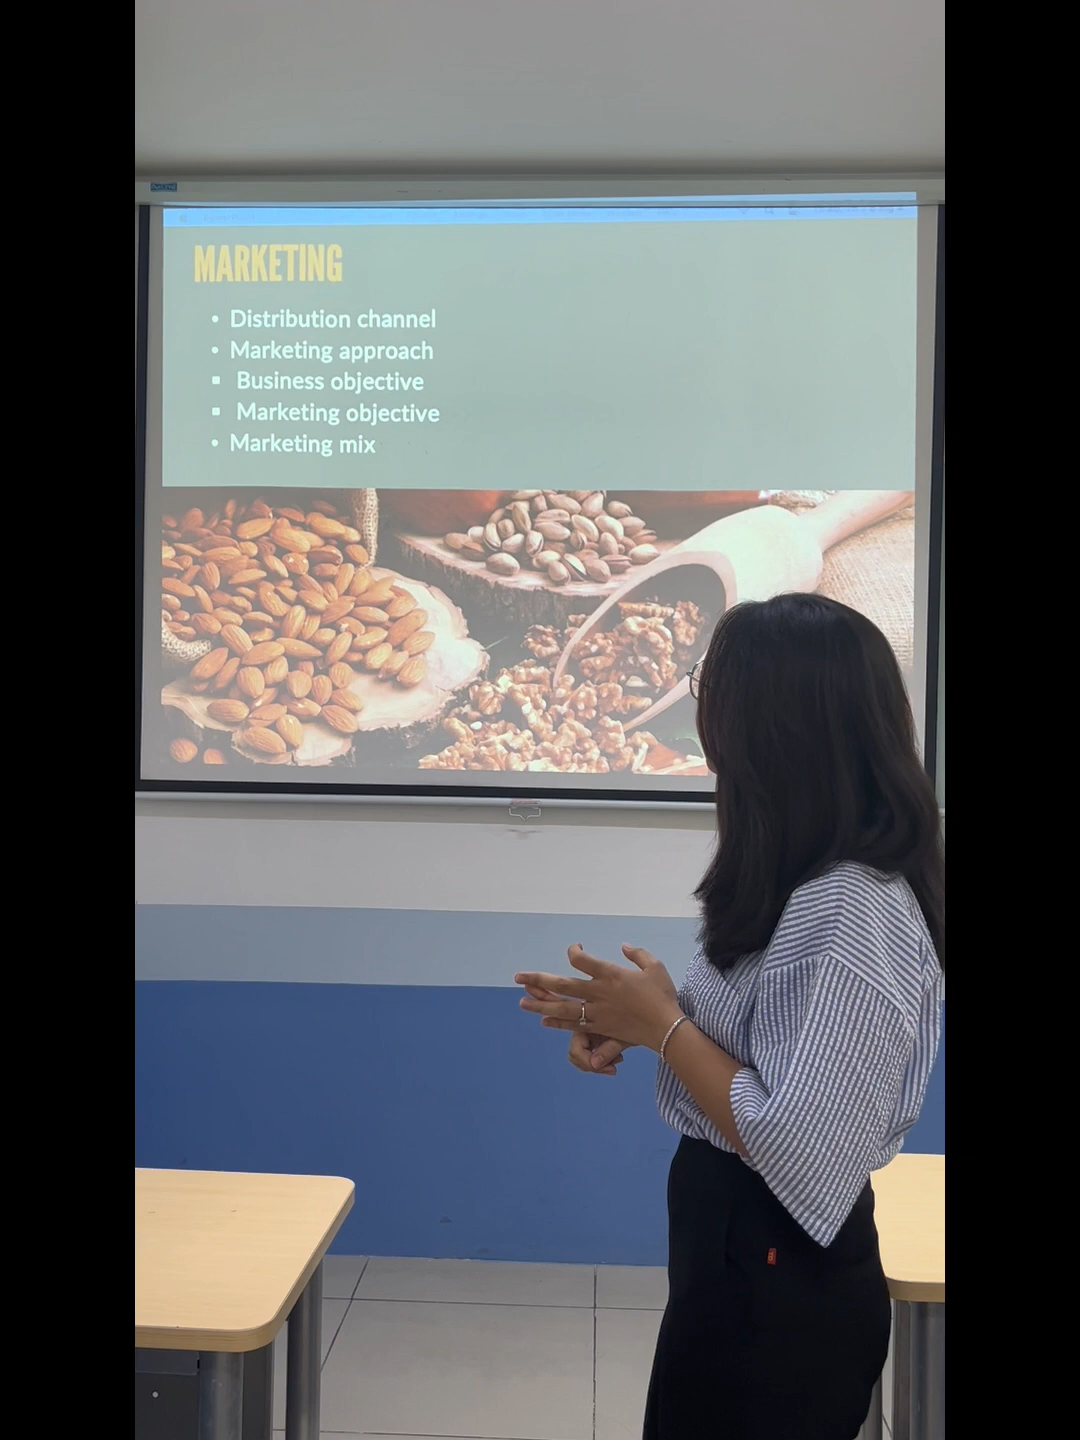 MARKETING
• Distribution channel
• Marketing approach
▪ Business objective
▪ Marketing objective
• Marketing mix